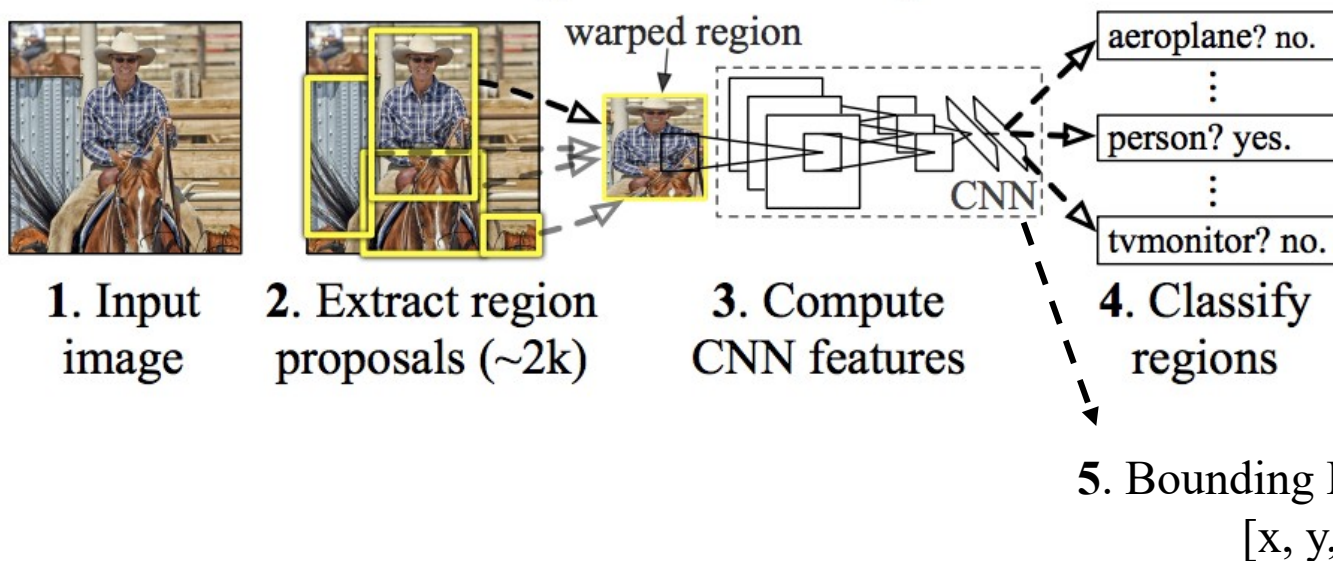 warped region
aeroplane? no.
⋮
person? yes.
⋮
tvmonitor? no.
CNN
1. Input
image
2. Extract region
proposals (~2k)
3. Compute
CNN features
4. Classify
regions
5. Bounding
[x, y,